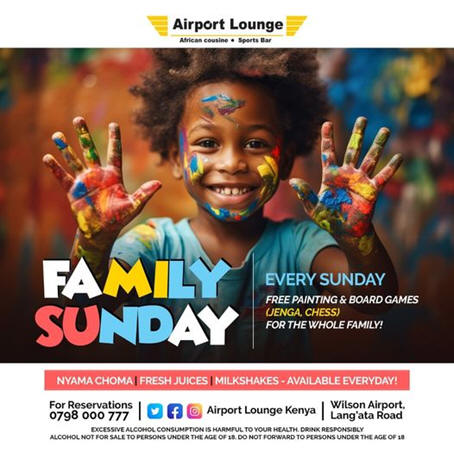 Airport Lounge
African cousine • Sports Bar
FAMILY
SUNDAY
EVERY SUNDAY
FREE PAINTING & BOARD GAMES
(JENGA, CHESS)
FOR THE WHOLE FAMILY!
NYAMA CHOMA | FRESH JUICES | MILKSHAKES - AVAILABLE EVERYDAY!
For Reservations
0798 000 777
Airport Lounge Kenya
Wilson Airport,
Lang'ata Road
EXCESSIVE ALCOHOL CONSUMPTION IS HARMFUL TO YOUR HEALTH. DRINK RESPONSIBLY
ALCOHOL NOT FOR SALE TO PERSONS UNDER THE AGE OF 18. DO NOT FORWARD TO PERSONS UNDER THE AGE OF 18